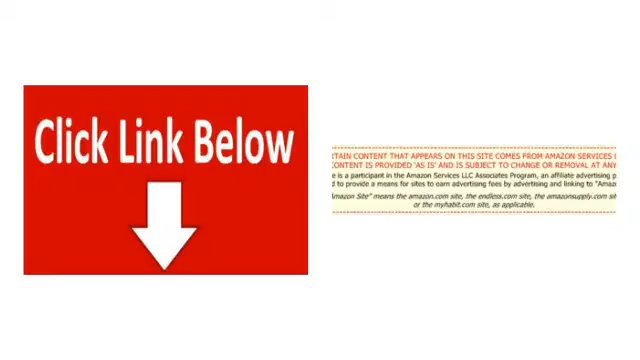 Click Link Below
TAIN CONTENT THAT APPEARS ON THIS SITE COMES FROM AMAZON SERVICES
CONTENT IS PROVIDED 'AS IS' AND IS SUBJECT TO CHANGE OR REMOVAL AT ANY
e is a participant in the Amazon Services LLC Associates Program, an affiliate advertising p
d to provide a means for sites to earn advertising fees by advertising and linking to "Amazo
Amazon Site" means the amazon.com site, the endless.com site, the amazonsupply.com sit
or the myhabit.com site, as applicable.